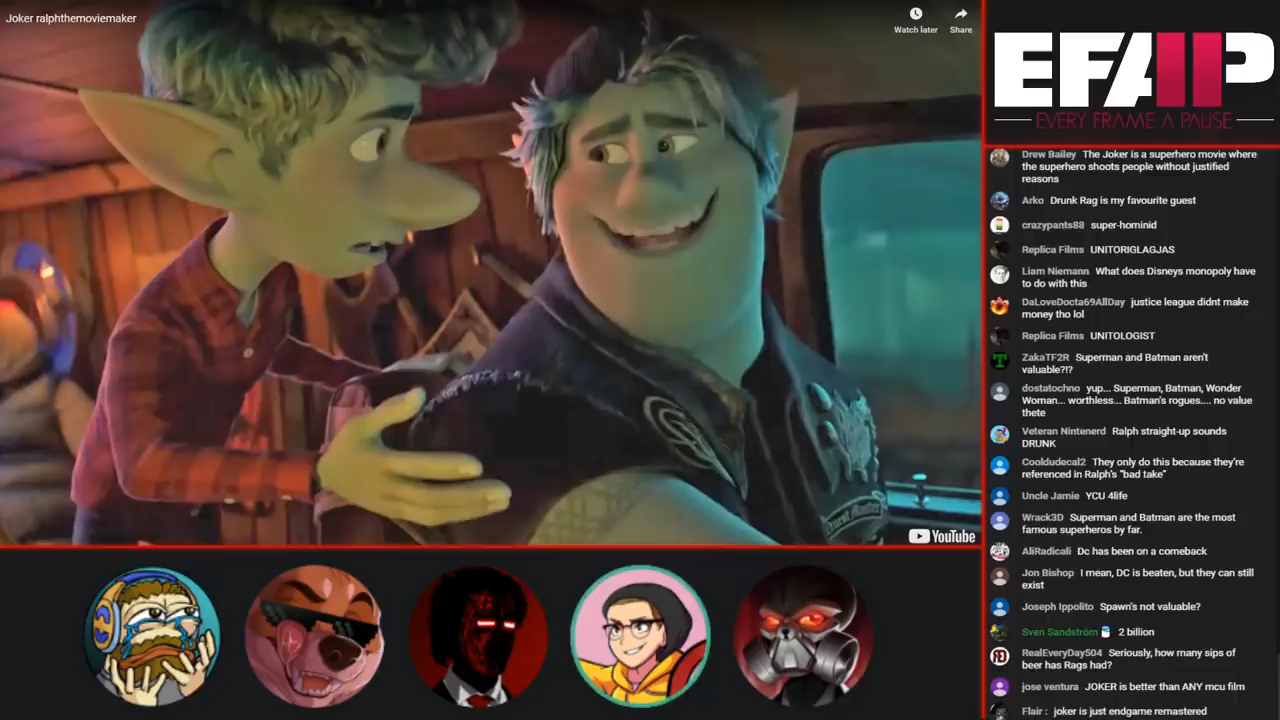 Joker ralphthemoviemaker
Watch later
Share
YouTube
EFAP
EVERY FRAME A PAUSE
Drew Bailey The Joker is a superhero movie where
the superhero shoots people without justified
reasons
Arko Drunk Rag is my favourite guest
crazypants88 super-hominid
Replica Films UNITORIGLAGJAS
Liam Niemann What does Disneys monopoly have
to do with this
DaLoveDocta69AllDay justice league didnt make
money tho lol
Replica Films UNITOLOGIST
ZakaTF2R Superman and Batman aren't
valuable?!?
dostatochno yup... Superman, Batman, Wonder
Woman... worthless... Batman's rogues.... no value
thete
Veteran Nintenerd Ralph straight-up sounds
DRUNK
Cooldudecal2 They only do this because they're
referenced in Ralph's "bad take"
Uncle Jamie YCU 4life
Wrack3D Superman and Batman are the most
famous superheroes by far.
AliRadicali Dc has been on a comeback
Jon Bishop I mean, DC is beaten, but they can still
exist
Joseph Ippolito Spawn's not valuable?
Sven Sandström 2 billion
RealEveryDay504 Seriously, how many sips of
beer has Rags had?
jose ventura JOKER is better than ANY mcu film
Flair : joker is just endgame remastered